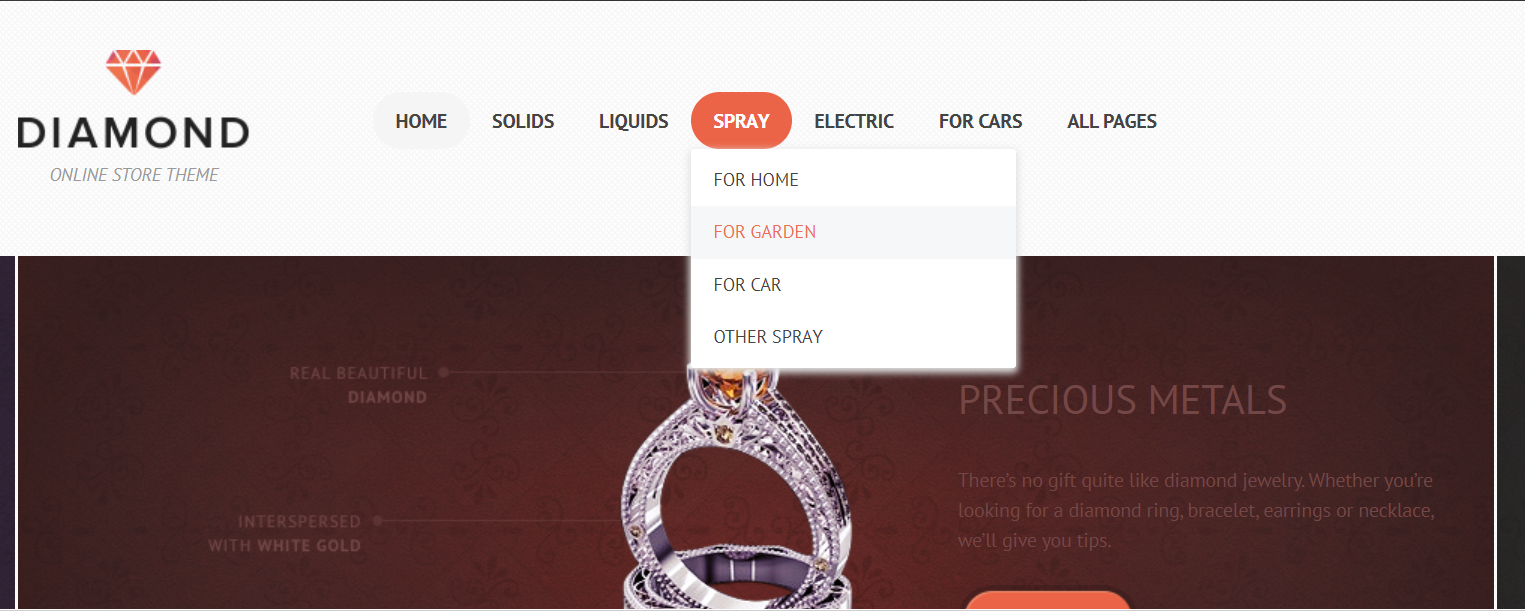 DIAMOND
ONLINE STORE THEME
HOME SOLIDS LIQUIDS SPRAY ELECTRIC FOR CARS ALL PAGES
FOR HOME
FOR GARDEN
FOR CAR
OTHER SPRAY
REAL BEAUTIFUL
DIAMOND
INTERSPERSED
WITH WHITE GOLD
PRECIOUS METALS
There's no gift quite like diamond jewelry. Whether you're
looking for a diamond ring, bracelet, earrings or necklace,
we'll give you tips.